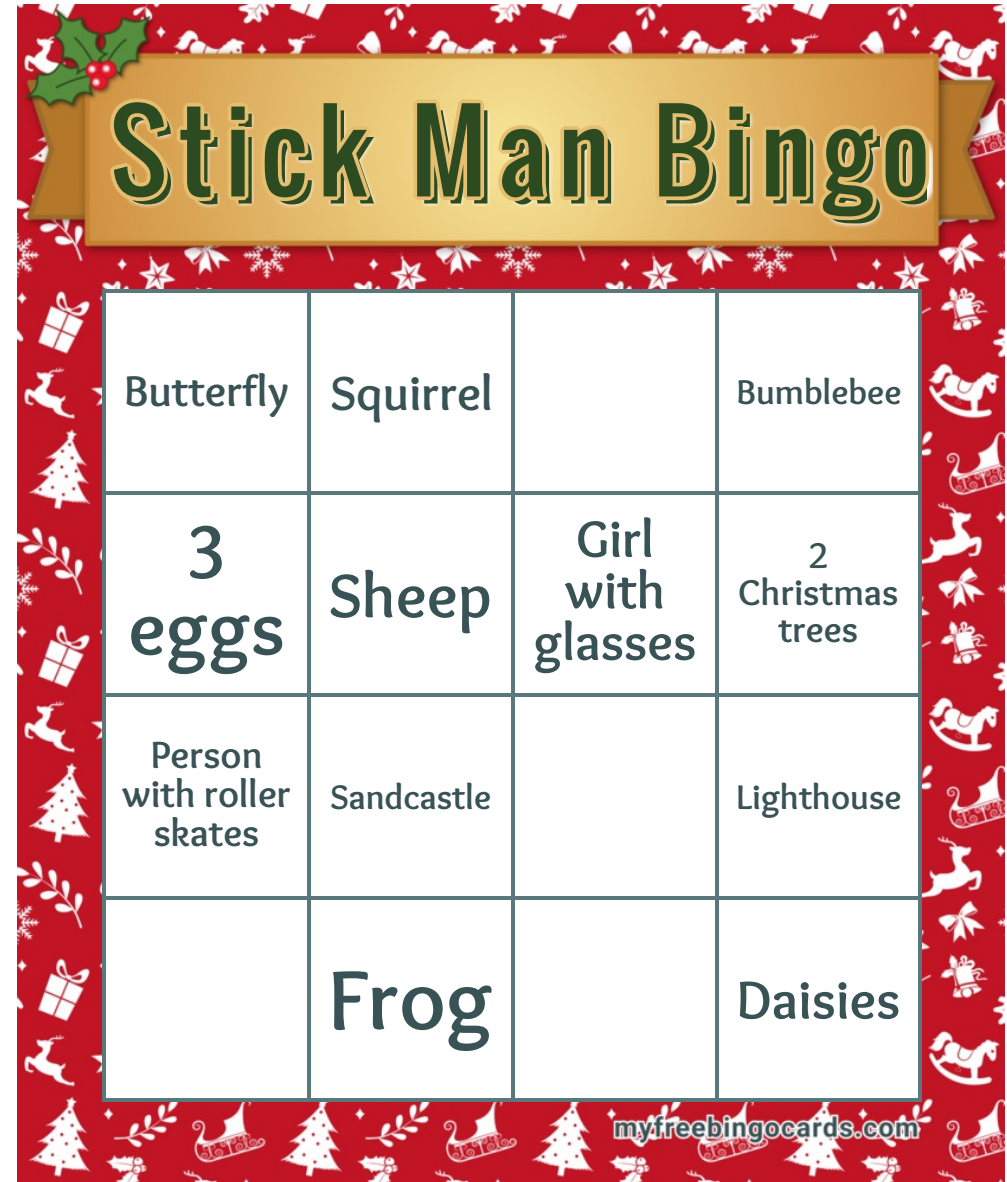 Stick Man Bingo
Butterfly
Squirrel
Bumblebee
3
eggs
Sheep
Girl
with
glasses
2
Christmas
trees
Person
with roller
skates
Sandcastle
Lighthouse
Frog
Daisies
myfreebingocards.com